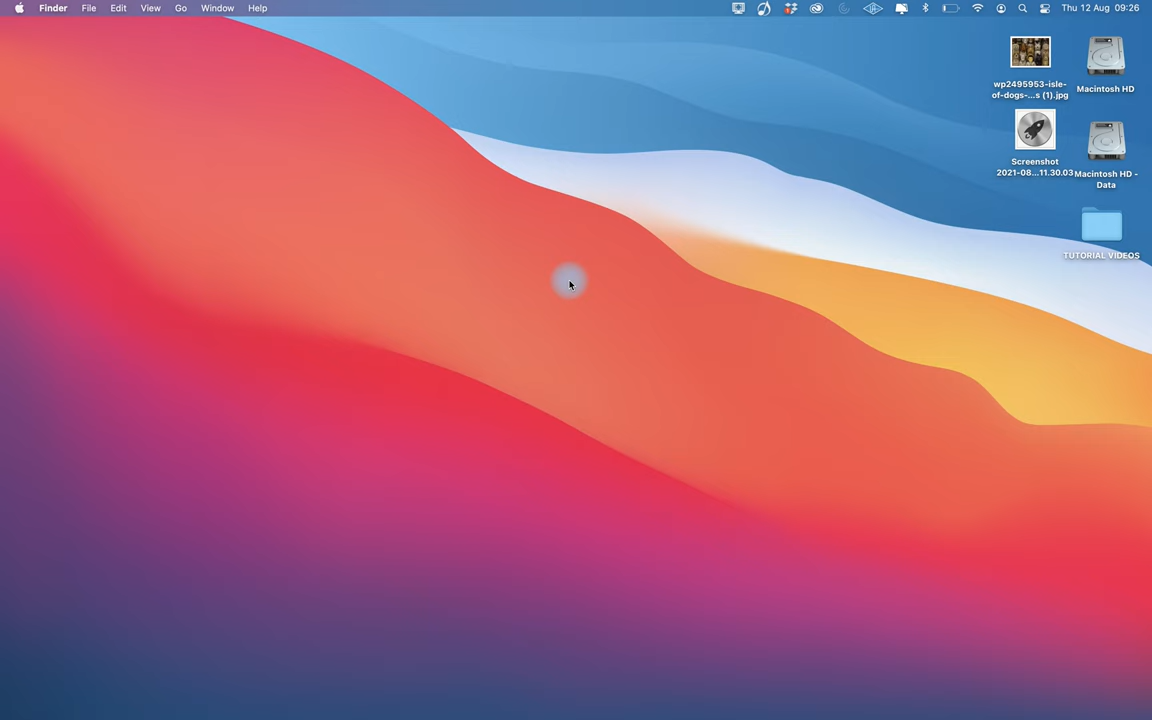 Finder File Edit View Go Window Help Thu 12 Aug 09:26
wp2495953-isle-
of-dogs-...s (1).jpg
Macintosh HD
Screenshot
2021-08...11.30.03
Macintosh HD -
Data
TUTORIAL VIDEOS